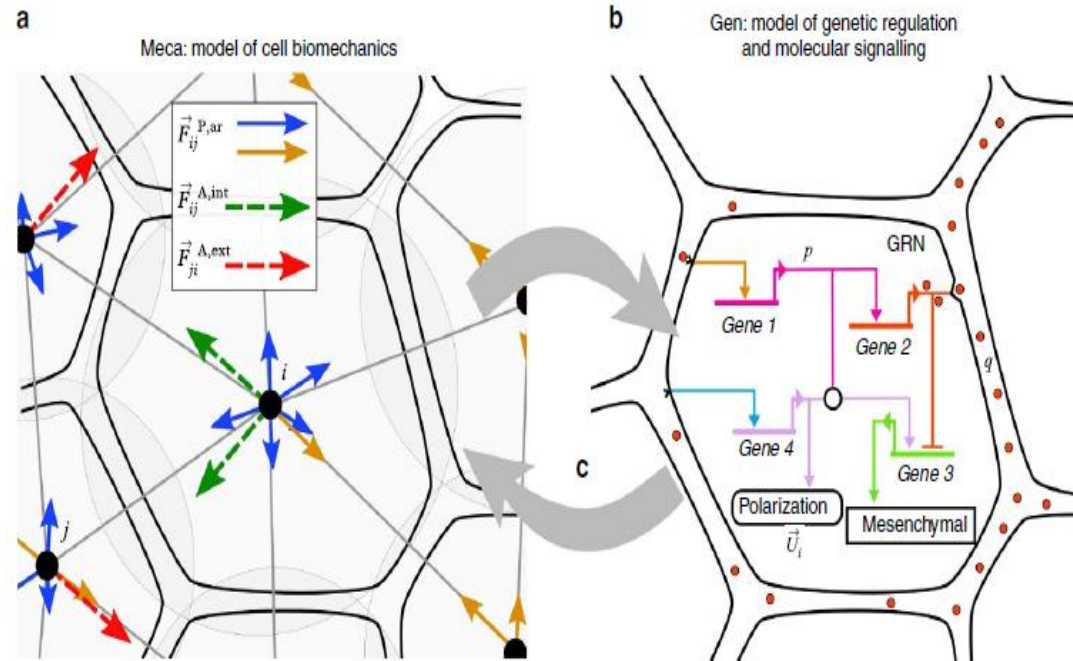 a
Meca: model of cell biomechanics
b
Gen: model of genetic regulation
and molecular signalling
F⃗ij P,ar
F⃗ij A,int
F⃗ji A,ext
i
j
c
GRN
p
Gene 1
Gene 2
q
Gene 4
Gene 3
Polarization
U⃗i
Mesenchymal